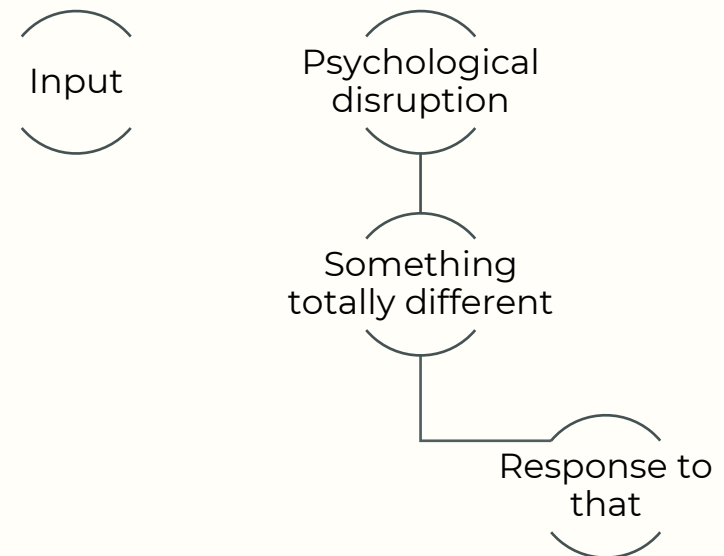 Input
Psychological
disruption
Something
totally different
Response to
that